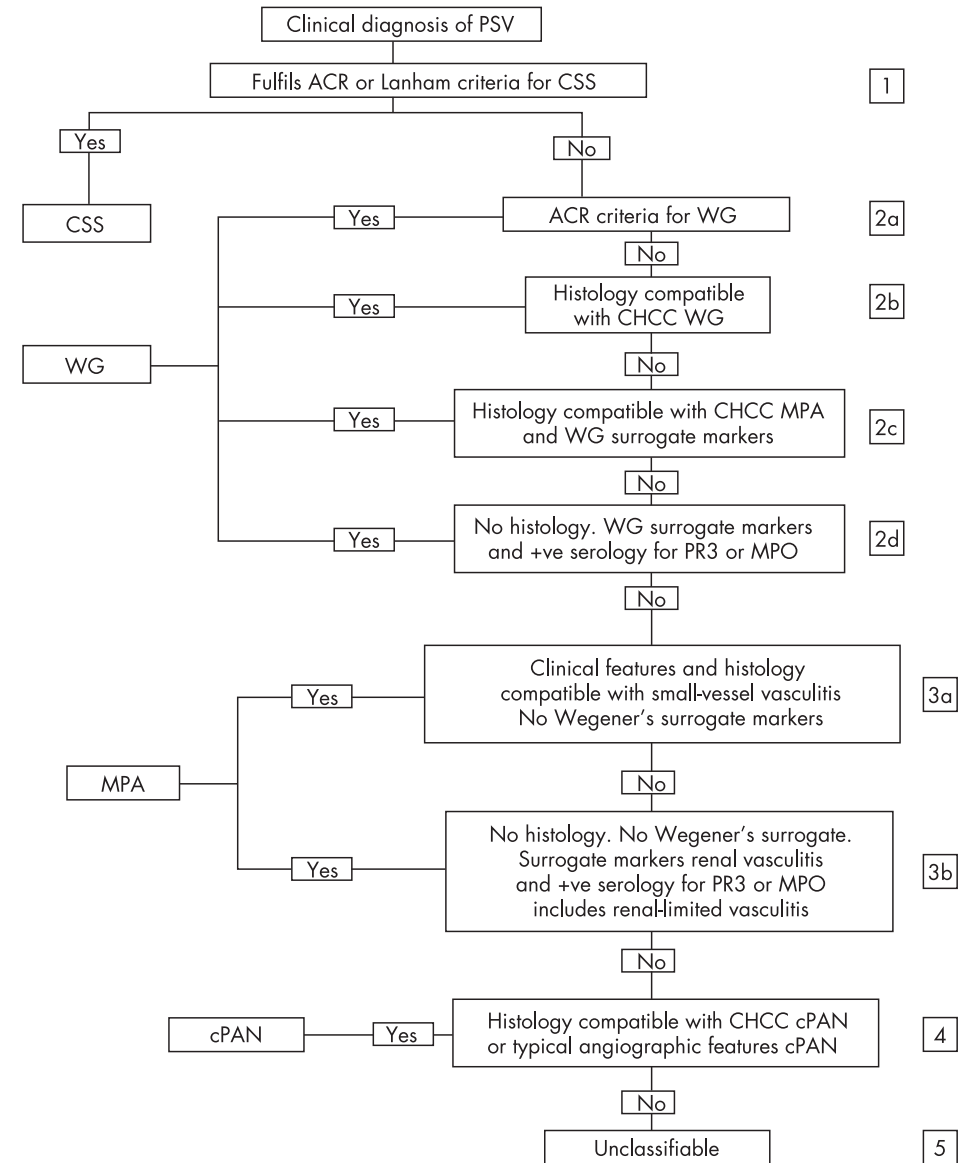 Clinical diagnosis of PSV
Fulfils ACR or Lanham criteria for CSS
1
Yes
No
CSS
Yes
ACR criteria for WG
2a
No
Yes
Histology compatible
with CHCC WG
2b
WG
No
Yes
Histology compatible with CHCC MPA
and WG surrogate markers
2c
No
Yes
No histology. WG surrogate markers
and +ve serology for PR3 or MPO
2d
No
Yes
Clinical features and histology
compatible with small-vessel vasculitis
No Wegener's surrogate markers
3a
MPA
No
Yes
No histology. No Wegener's surrogate.
Surrogate markers renal vasculitis
and +ve serology for PR3 or MPO
includes renal-limited vasculitis
3b
No
cPAN
Yes
Histology compatible with CHCC cPAN
or typical angiographic features cPAN
4
No
Unclassifiable
5